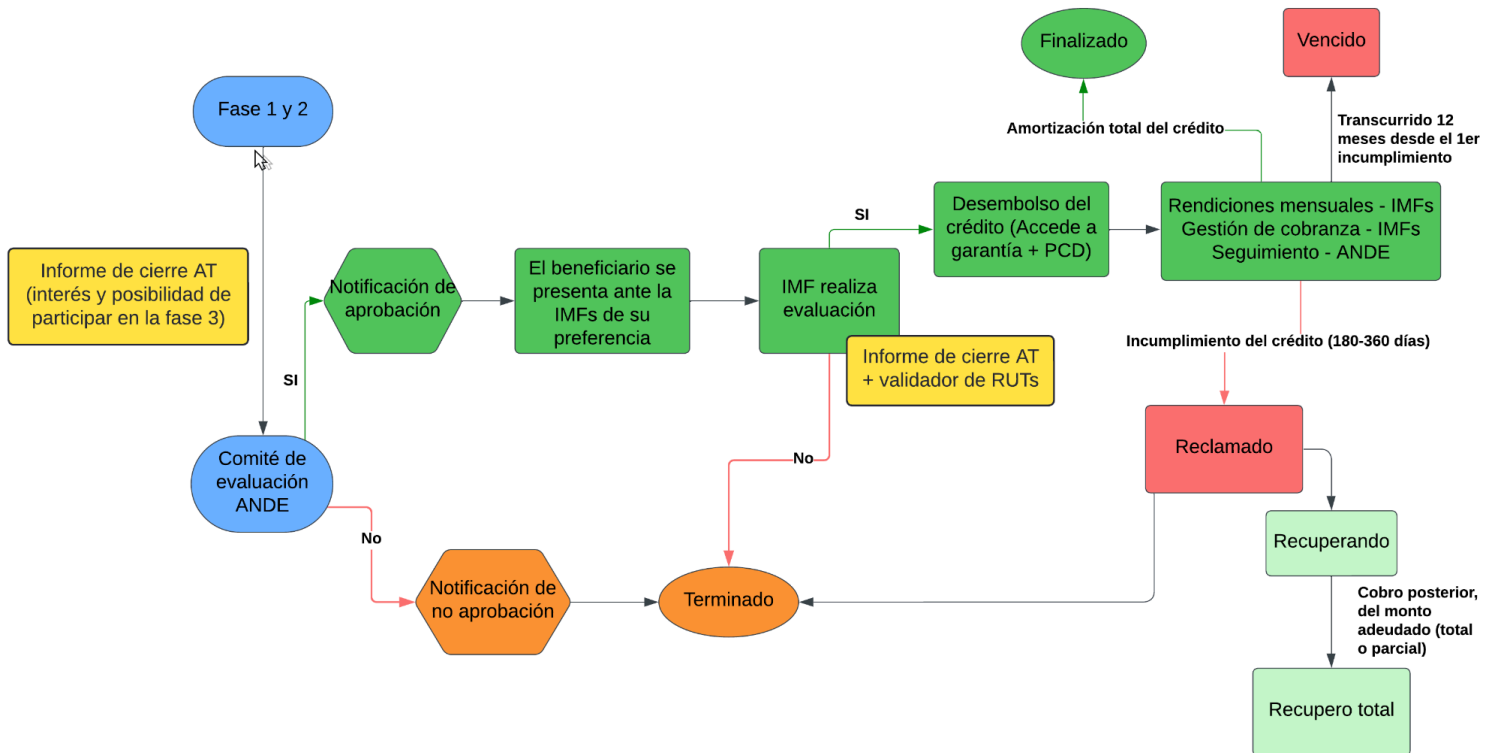 Finalizado
Vencido
Fase 1 y 2
Amortización total del crédito
Transcurrido 12
meses desde el 1er
incumplimiento
Informe de cierre AT
(interés y posibilidad de
participar en la fase 3)
Notificación de
aprobación
El beneficiario se
presenta ante la
IMFs de su
preferencia
IMF realiza
evaluación
SI
Desembolso del
crédito (Accede a
garantía + PCD)
Rendiciones mensuales - IMFs
Gestión de cobranza - IMFs
Seguimiento - ANDE
Informe de cierre AT
+ validador de RUTs
Incumplimiento del crédito (180-360 días)
SI
Comité de
evaluación
ANDE
No
No
Reclamado
Notificación de
no aprobación
Terminado
Recuperando
Cobro posterior,
del monto
adeudado (total
o parcial)
Recupero total